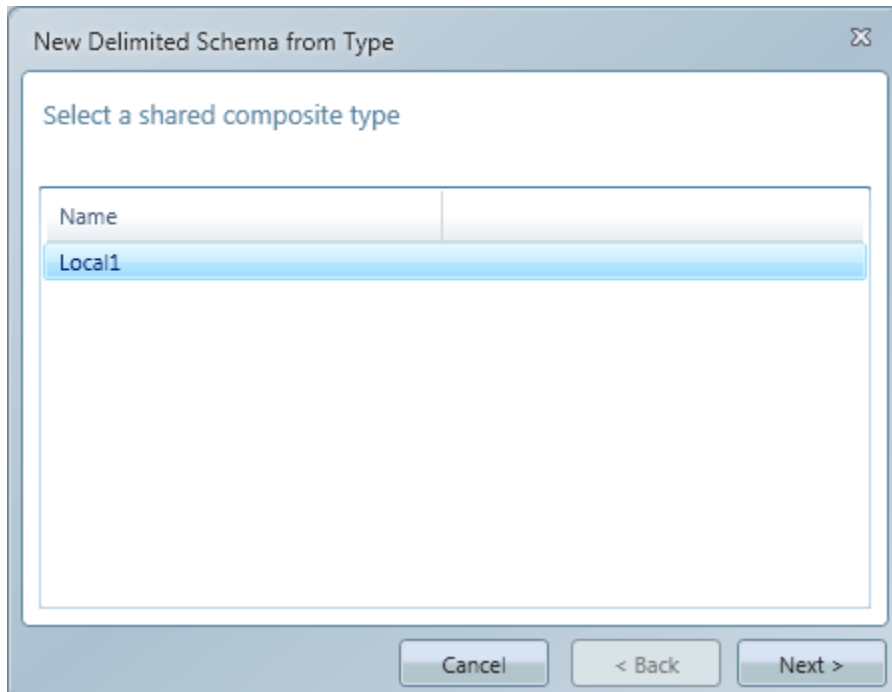 New Delimited Schema from Type
Select a shared composite type
Name
Local1
Cancel < Back Next >